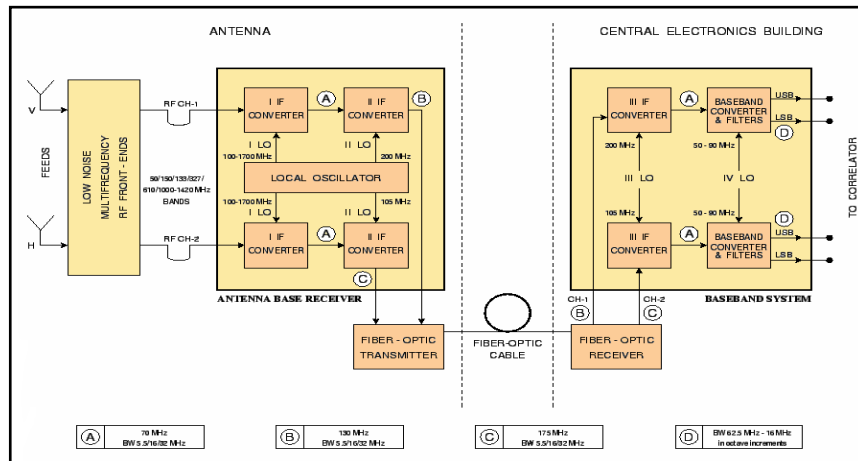 ANTENNA
CENTRAL ELECTRONICS BUILDING
FEEDS
V
H
LOW NOISE
MULTIFREQUENCY
RF FRONT - ENDS
RF CH-1
50/150/133/327/
610/1000-1420 MHz
BANDS
RF CH-2
I IF
CONVERTER
A
II IF
CONVERTER
B
I LO
100-1700 MHz
II LO
200 MHz
LOCAL OSCILLATOR
100-1700 MHz
I LO
105 MHz
II LO
I IF
CONVERTER
A
II IF
CONVERTER
C
ANTENNA BASE RECEIVER
FIBER - OPTIC
TRANSMITTER
FIBER-OPTIC
CABLE
FIBER - OPTIC
RECEIVER
CH-1
B
CH-2
C
III IF
CONVERTER
A
BASEBAND
CONVERTER
& FILTERS
USB
LSB
D
200 MHz
50 - 90 MHz
III LO
IV LO
105 MHz
50 - 90 MHz
III IF
CONVERTER
A
BASEBAND
CONVERTER
& FILTERS
D
USB
LSB
BASEBAND SYSTEM
TO CORRELATOR
A
70 MHz
BW 5.5/16/32 MHz
B
130 MHz
BW 5.5/16/32 MHz
C
175 MHz
BW 5.5/16/32 MHz
D
BW 62.5 MHz - 16 MHz
in octave increments